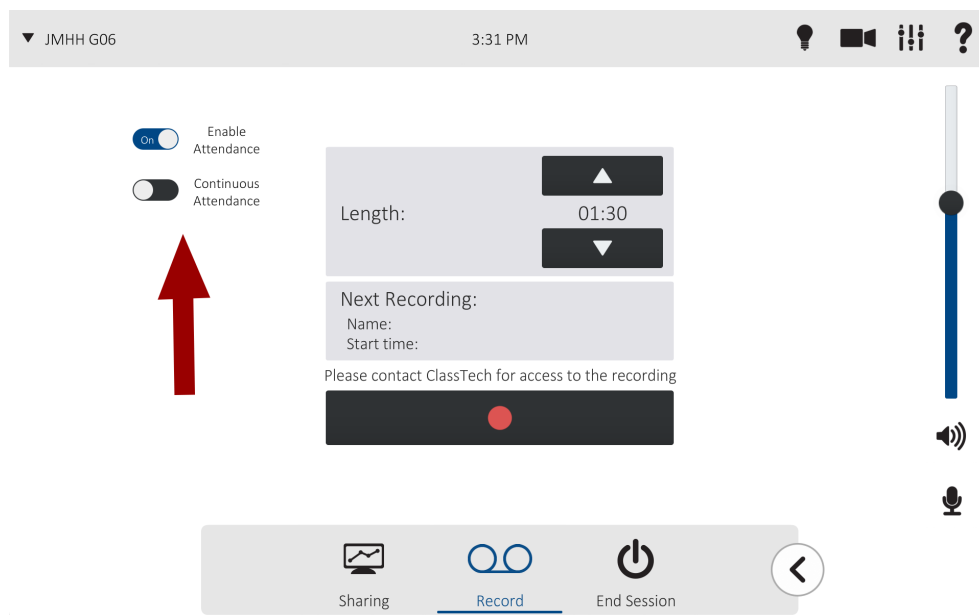 JMHH G06
3:31 PM
?
On
Enable
Attendance
Continuous
Attendance
Length:
01:30
Next Recording:
Name:
Start time:
Please contact ClassTech for access to the recording
Sharing
Record
End Session